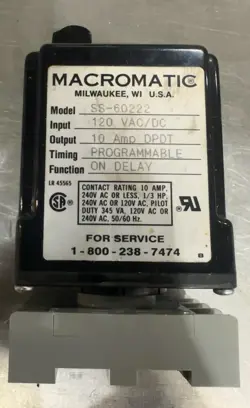 MACROMATIC
MILWAUKEE, WI U.S.A.
Model SS-60222
Input 120 VAC/DC
Output 10 Amp DPDT
Timing PROGRAMMABLE
Function ON DELAY
LR 45565
CONTACT RATING 10 AMP,
240V AC OR LESS, 1/3 HP,
240V AC OR 120V AC, PILOT
DUTY 345 VA, 120V AC OR
240V AC, 50/60 Hz.
FOR SERVICE
1-800-238-7474